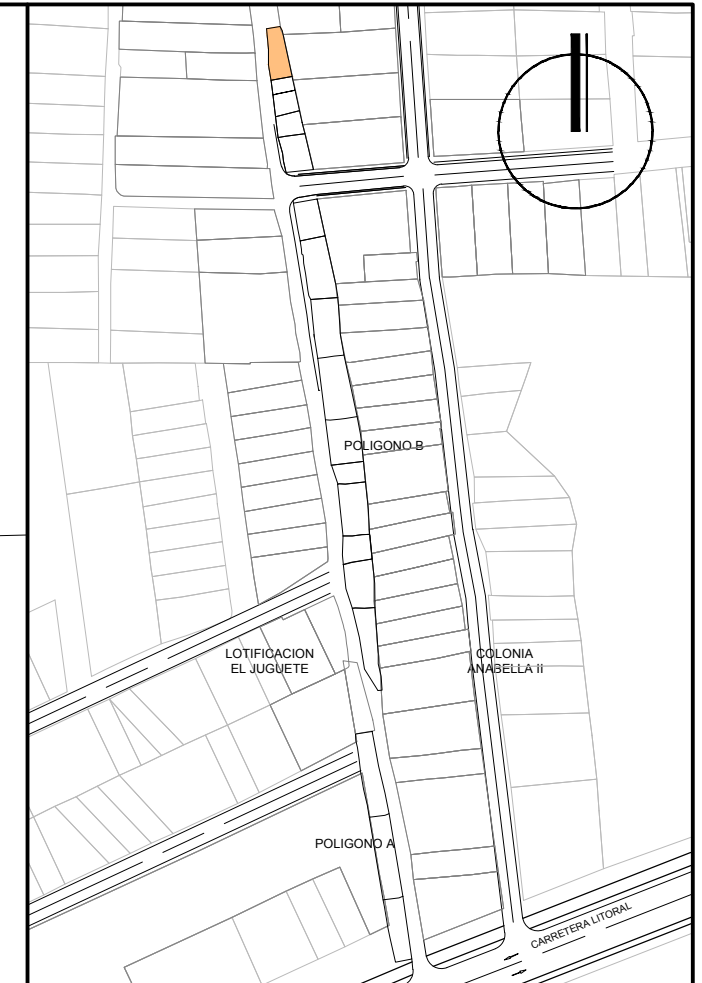 POLIGONO B
LOTIFICACION
EL JUGUETE
COLONIA
ANABELLA II
POLIGONO A
CARRETERA LITORAL